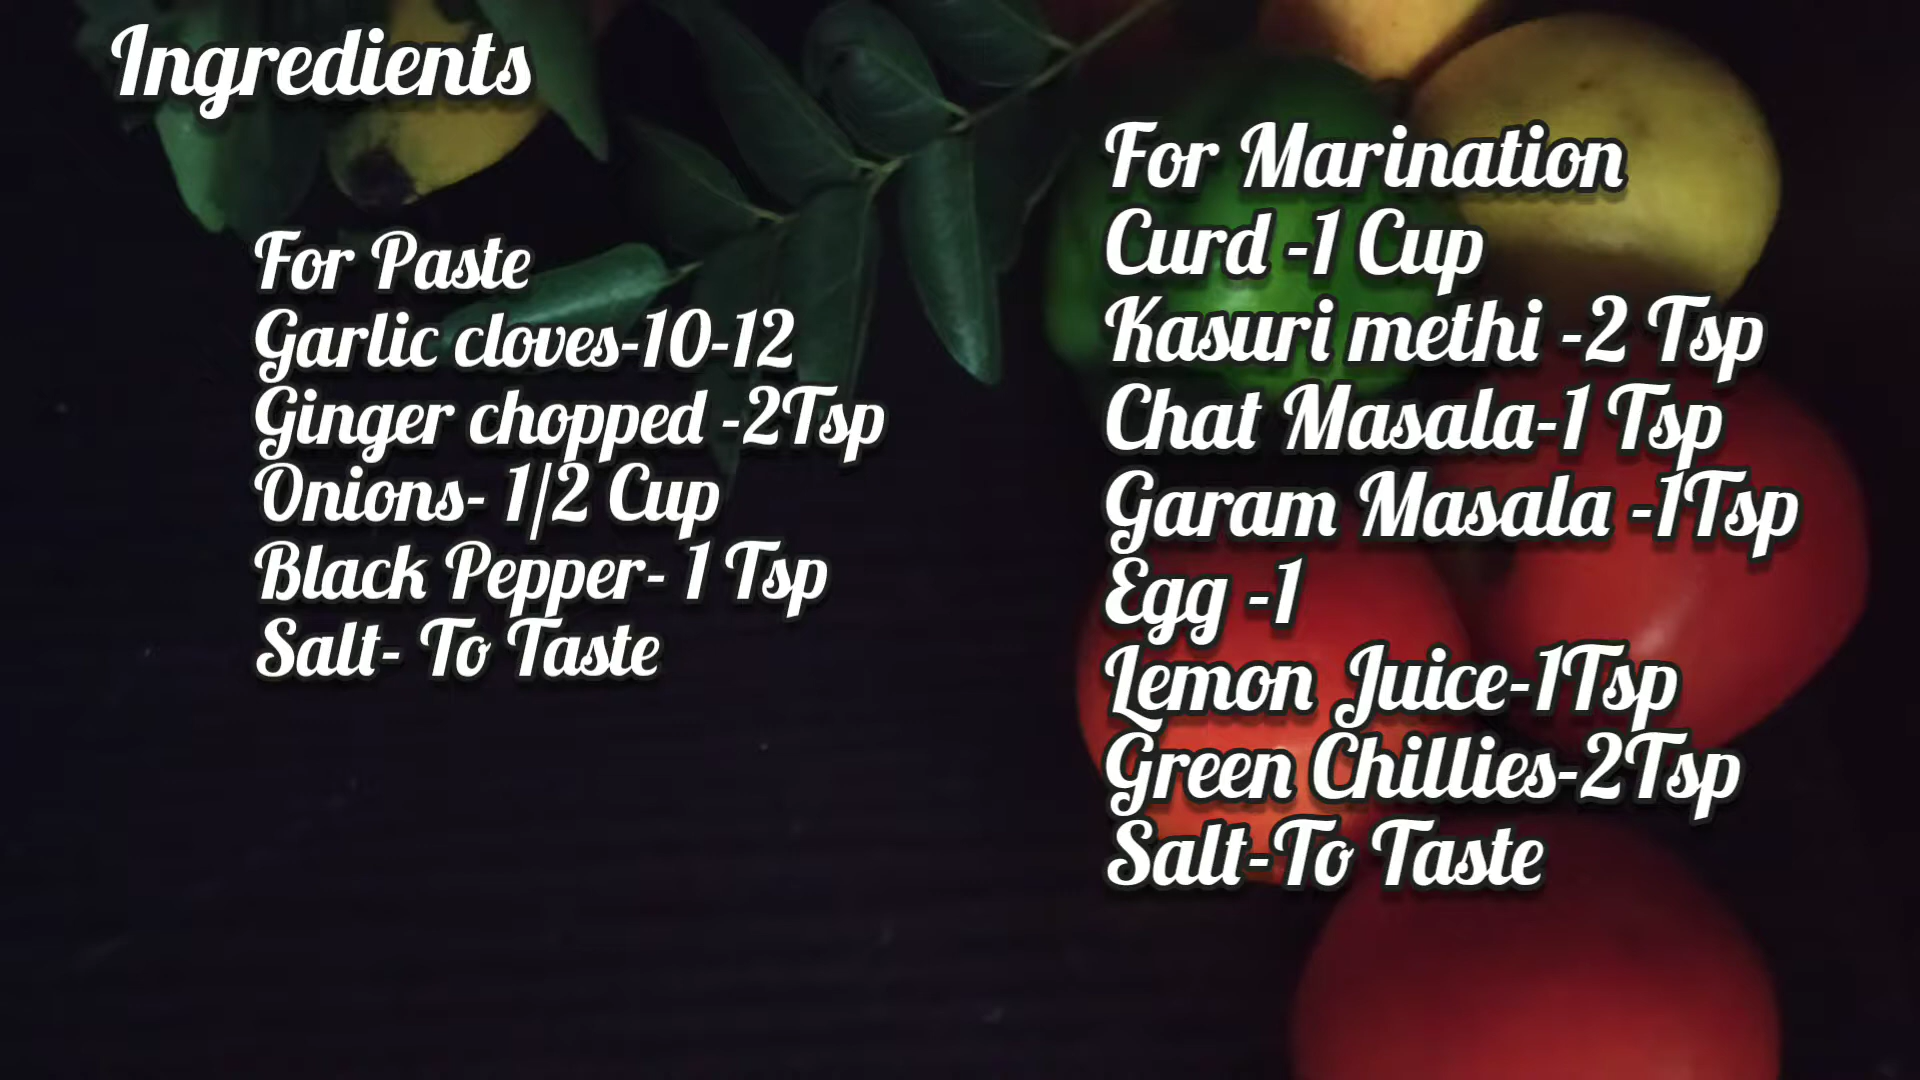 Ingredients
For Paste
Garlic cloves-10-12
Ginger chopped -2Tsp
Onions- 1/2 Cup
Black Pepper- 1 Tsp
Salt- To Taste
For Marination
Curd -1 Cup
Kasuri methi -2 Tsp
Chat Masala-1 Tsp
Garam Masala -1Tsp
Egg -1
Lemon Juice-1Tsp
Green Chillies-2Tsp
Salt-To Taste